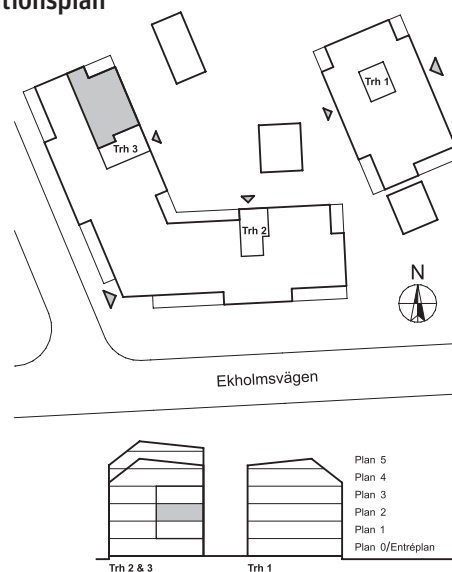 tionsplan
Trh 1
Trh 3
Trh 2
N
Ekholmsvägen
Plan 5
Plan 4
Plan 3
Plan 2
Plan 1
Plan 0/Entréplan
Trh 2 & 3
Trh 1